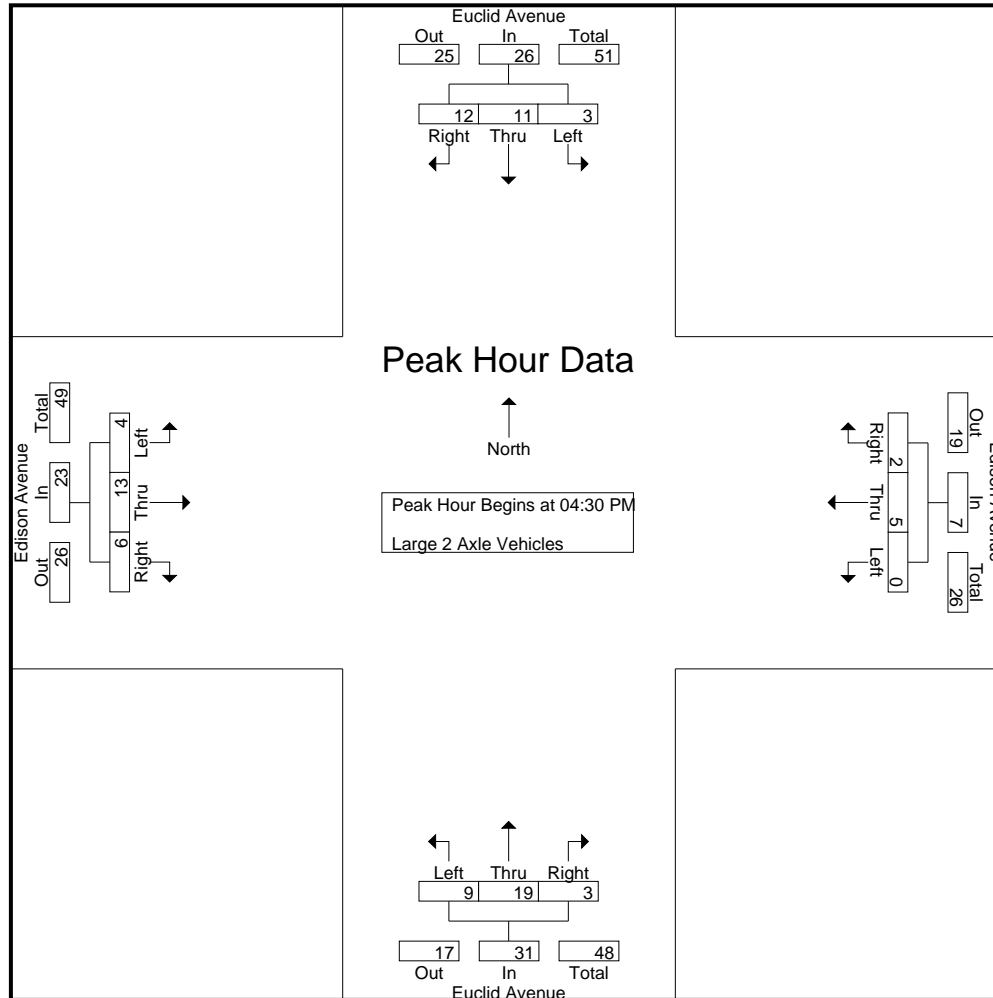 Euclid Avenue
Out In Total
25 26 51
12 11 3
Right Thru Left
Peak Hour Data
North
Peak Hour Begins at 04:30 PM
Large 2 Axle Vehicles
Edison Avenue
Total In Out
49 23 26
4 13 6
Left Thru Right
Right Thru Left
2 5 0
Out In Total
19 7 26
Edison Avenue
Left Thru Right
9 19 3
17 31 48
Out In Total
Euclid Avenue